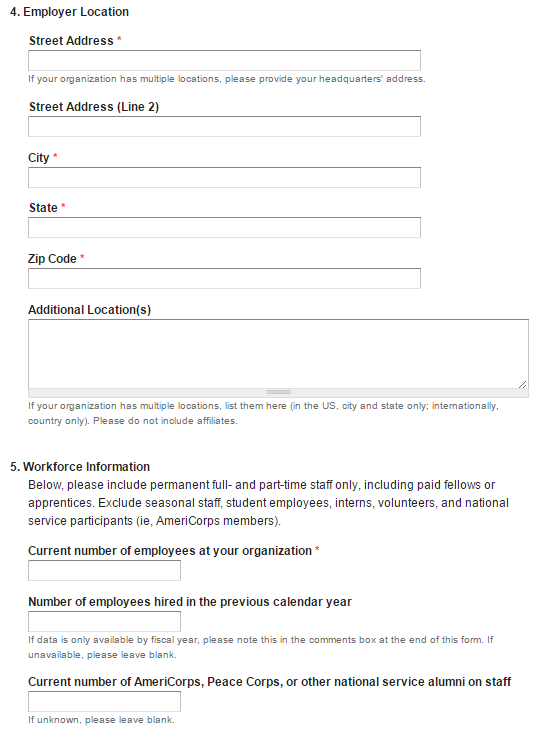 4. Employer Location
Street Address *
If your organization has multiple locations, please provide your headquarters' address.
Street Address (Line 2)
City *
State *
Zip Code *
Additional Location(s)
If your organization has multiple locations, list them here (in the US, city and state only; internationally,
country only). Please do not include affiliates.
5. Workforce Information
Below, please include permanent full- and part-time staff only, including paid fellows or
apprentices. Exclude seasonal staff, student employees, interns, volunteers, and national
service participants (ie, AmeriCorps members).
Current number of employees at your organization *
Number of employees hired in the previous calendar year
If data is only available by fiscal year, please note this in the comments box at the end of this form. If
unavailable, please leave blank.
Current number of AmeriCorps, Peace Corps, or other national service alumni on staff
If unknown, please leave blank.